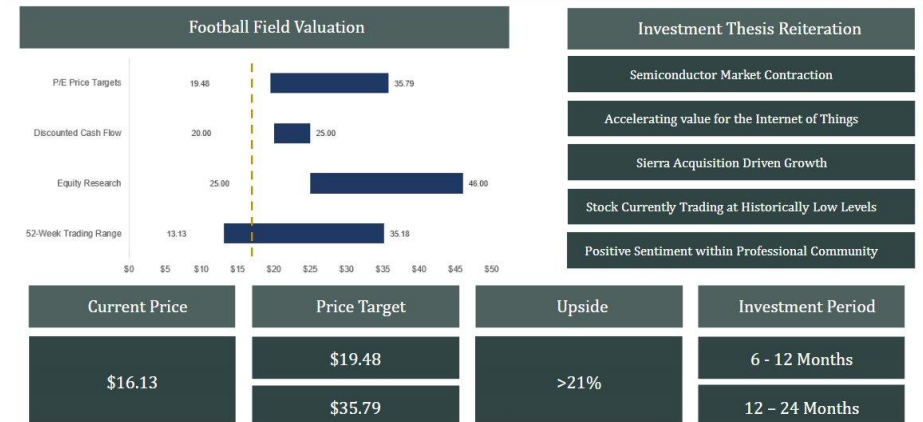 Football Field Valuation
P/E Price Targets 19.48 35.79
Discounted Cash Flow 20.00 25.00
Equity Research 25.00 46.00
52-Week Trading Range 13.13 35.18
$0 $5 $10 $15 $20 $25 $30 $35 $40 $45 $50
Investment Thesis Reiteration
Semiconductor Market Contraction
Accelerating value for the Internet of Things
Sierra Acquisition Driven Growth
Stock Currently Trading at Historically Low Levels
Positive Sentiment within Professional Community
Current Price
$16.13
Price Target
$19.48
$35.79
Upside
>21%
Investment Period
6 - 12 Months
12 – 24 Months